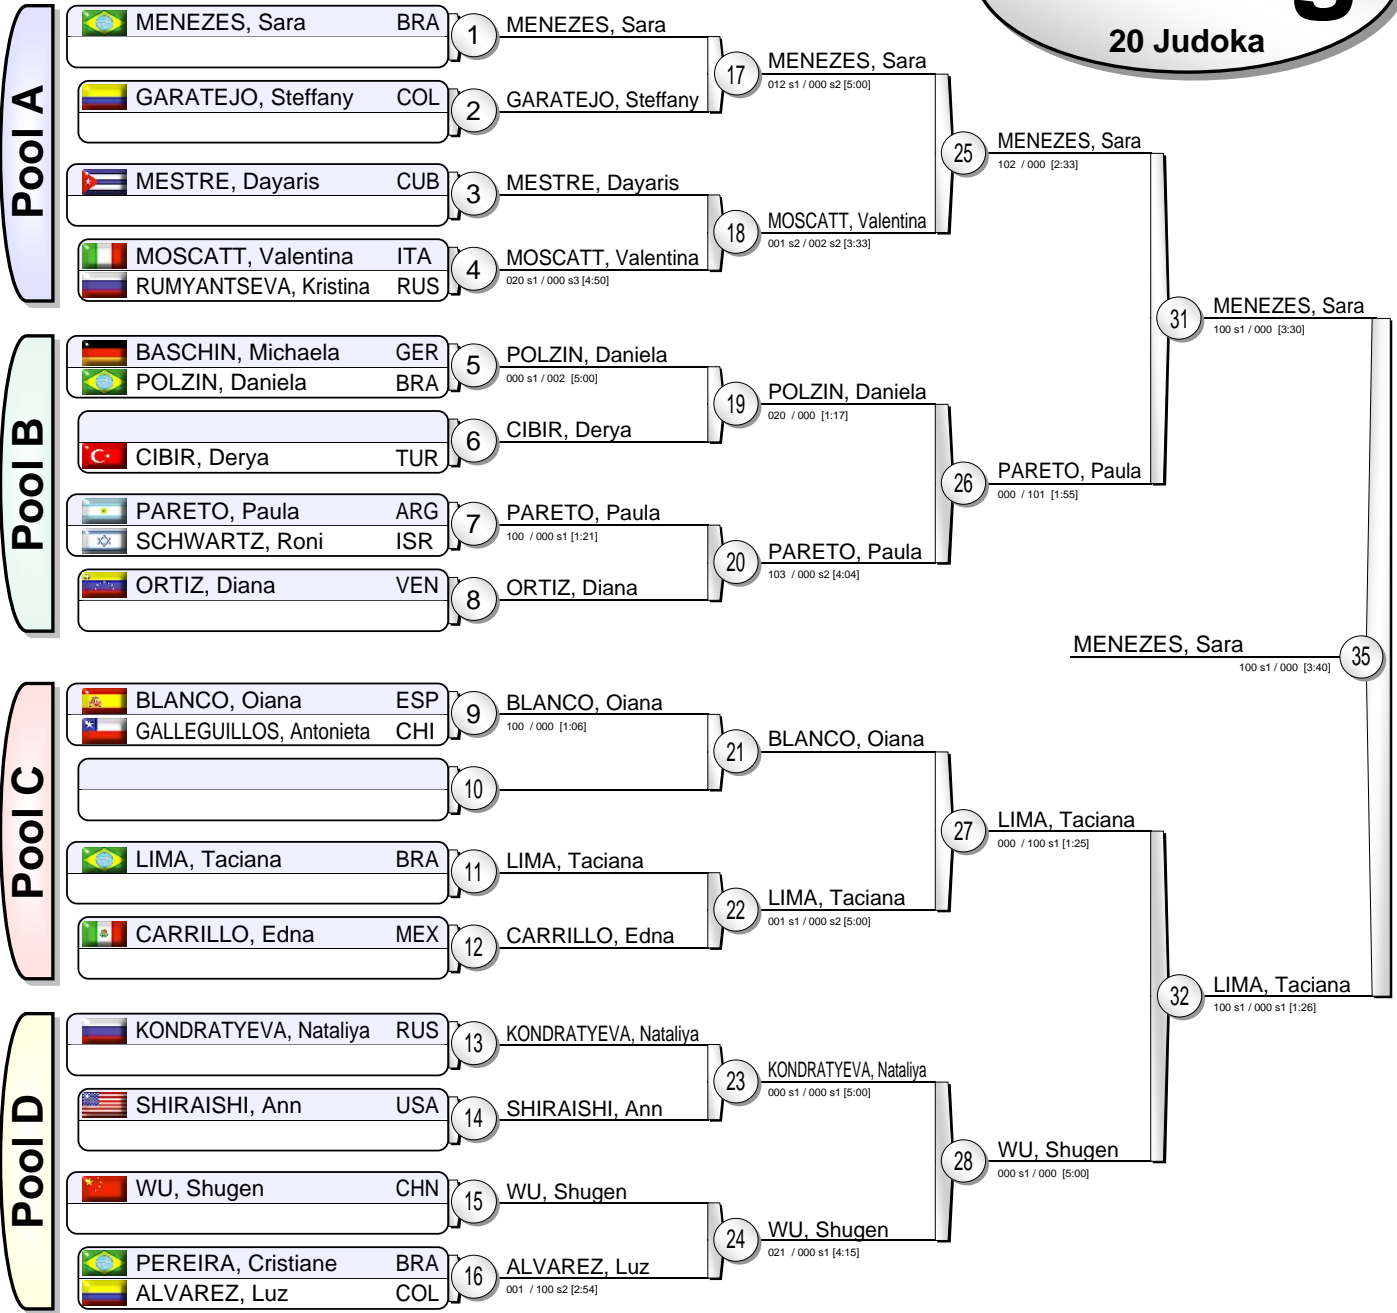 20 Judoka
Pool A
MENEZES, Sara BRA
1
MENEZES, Sara
GARATEJO, Steffany COL
2
GARATEJO, Steffany
17
MENEZES, Sara
012 s1 / 000 s2 [5:00]
MESTRE, Dayaris CUB
3
MESTRE, Dayaris
MOSCATT, Valentina ITA
RUMYANTSEVA, Kristina RUS
4
MOSCATT, Valentina
020 s1 / 000 s3 [4:50]
18
MOSCATT, Valentina
001 s2 / 002 s2 [3:33]
25
MENEZES, Sara
102 / 000 [2:33]
Pool B
BASCHIN, Michaela GER
POLZIN, Daniela BRA
5
POLZIN, Daniela
000 s1 / 002 [5:00]
CIBIR, Derya TUR
6
CIBIR, Derya
19
POLZIN, Daniela
020 / 000 [1:17]
PARETO, Paula ARG
SCHWARTZ, Roni ISR
7
PARETO, Paula
100 / 000 s1 [1:21]
ORTIZ, Diana VEN
8
ORTIZ, Diana
20
PARETO, Paula
103 / 000 s2 [4:04]
26
PARETO, Paula
000 / 101 [1:55]
31
MENEZES, Sara
100 s1 / 000 [3:30]
MENEZES, Sara
100 s1 / 000 [3:40]
35
Pool C
BLANCO, Oiana ESP
GALLEGUILLOS, Antonieta CHI
9
BLANCO, Oiana
100 / 000 [1:06]
10
21
BLANCO, Oiana
LIMA, Taciana BRA
11
LIMA, Taciana
CARRILLO, Edna MEX
12
CARRILLO, Edna
22
LIMA, Taciana
001 s1 / 000 s2 [5:00]
27
LIMA, Taciana
000 / 100 s1 [1:25]
Pool D
KONDRATYEVA, Nataliya RUS
13
KONDRATYEVA, Nataliya
SHIRAISHI, Ann USA
14
SHIRAISHI, Ann
23
KONDRATYEVA, Nataliya
000 s1 / 000 s1 [5:00]
WU, Shugen CHN
15
WU, Shugen
PEREIRA, Cristiane BRA
ALVAREZ, Luz COL
16
ALVAREZ, Luz
001 / 100 s2 [2:54]
24
WU, Shugen
021 / 000 s1 [4:15]
28
WU, Shugen
000 s1 / 000 [5:00]
32
LIMA, Taciana
100 s1 / 000 s1 [1:26]